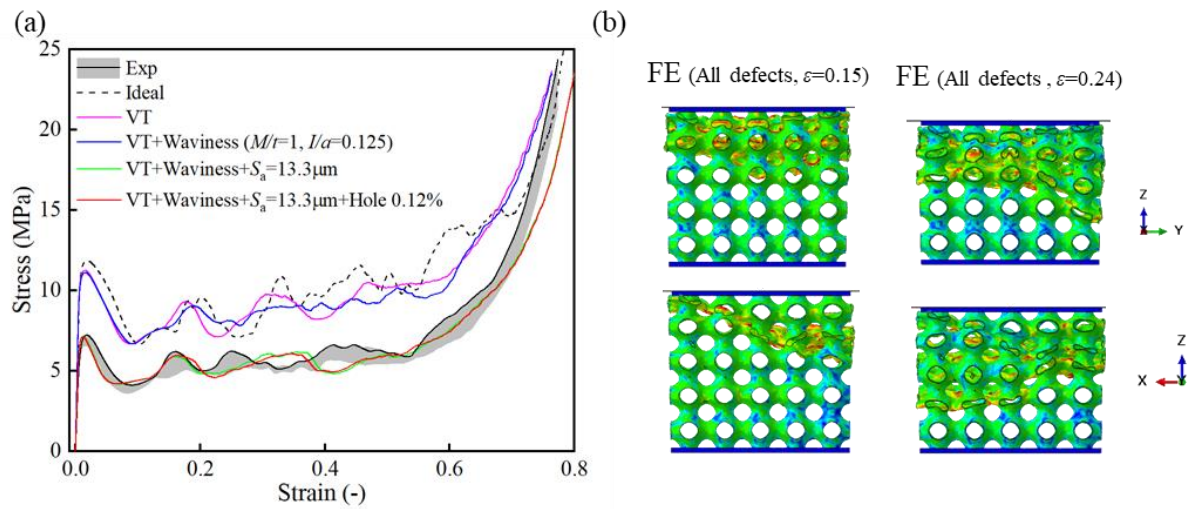 (a)
25
20
15
10
5
0
Stress (MPa)
Exp
Ideal
VT
VT+Waviness (M/t=1, I/a=0.125)
VT+Waviness+Sa=13.3μm
VT+Waviness+Sa=13.3μm+Hole 0.12%
0.0 0.2 0.4 0.6 0.8
Strain (-)
(b)
FE (All defects, ε=0.15)
FE (All defects , ε=0.24)
Z
Y
Z
X
Y